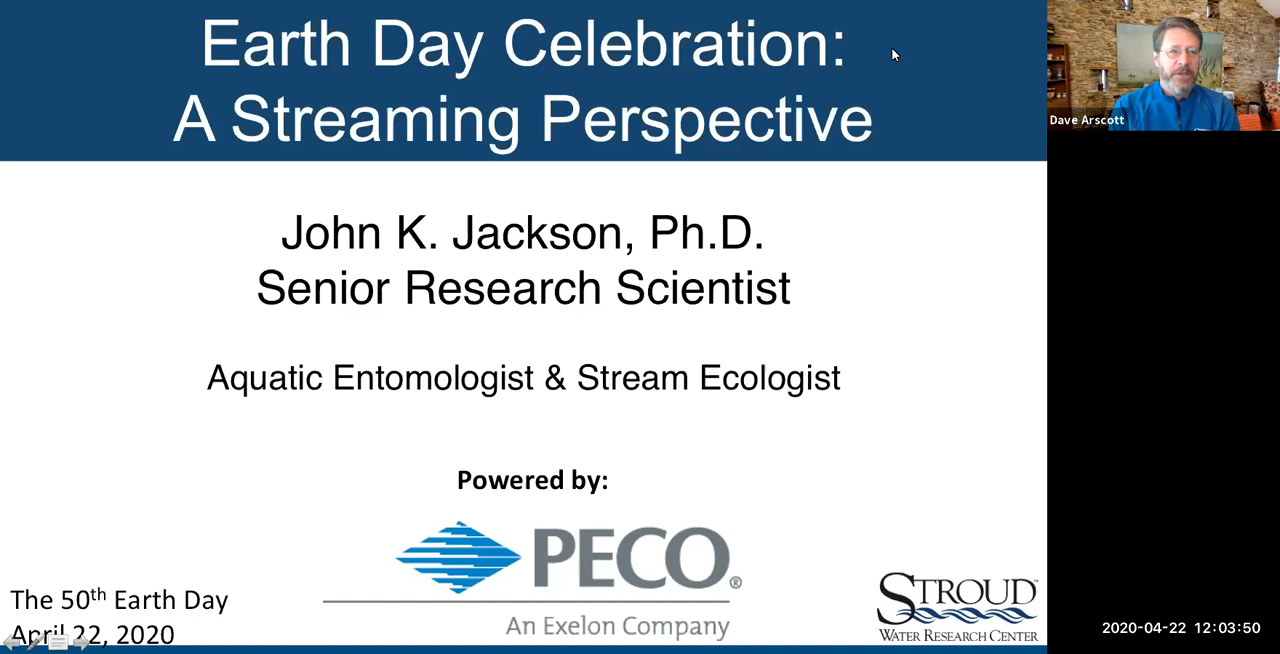 Earth Day Celebration:
A Streaming Perspective
Dave Arscott
John K. Jackson, Ph.D.
Senior Research Scientist
Aquatic Entomologist & Stream Ecologist
Powered by:
PECO®
An Exelon Company
The 50th Earth Day
April 22, 2020
STROUD™
WATER RESEARCH CENTER
2020-04-22 12:03:50